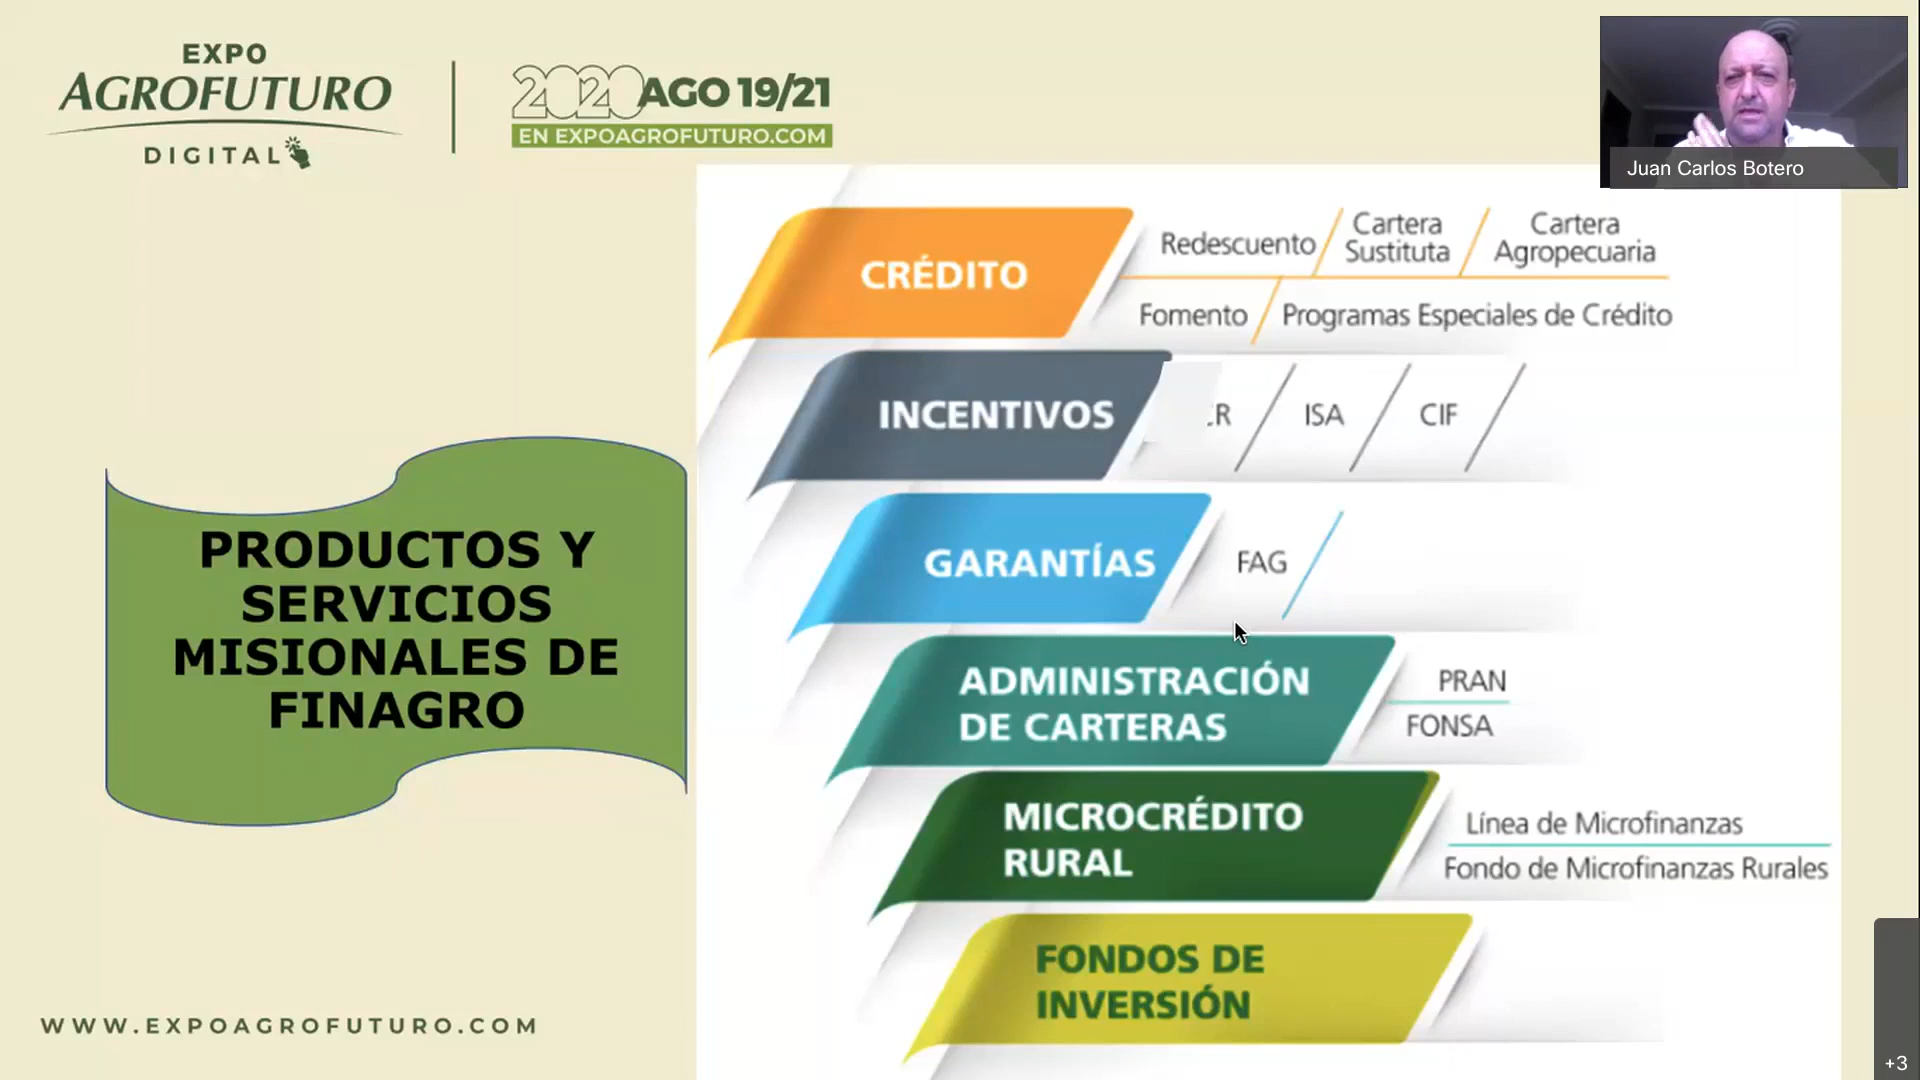 EXPO
AGROFUTURO
DIGITAL
2020 AGO 19/21
EN EXPOAGROFUTURO.COM
Juan Carlos Botero
PRODUCTOS Y
SERVICIOS
MISIONALES DE
FINAGRO
CRÉDITO
Redescuento
Cartera
Sustituta
Cartera
Agropecuaria
Fomento
Programas Especiales de Crédito
INCENTIVOS
ISA
CIF
GARANTÍAS
FAG
ADMINISTRACIÓN
DE CARTERAS
PRAN
FONSA
MICROCRÉDITO
RURAL
Línea de Microfinanzas
Fondo de Microfinanzas Rurales
FONDOS DE
INVERSIÓN
WWW.EXPOAGROFUTURO.COM
+3